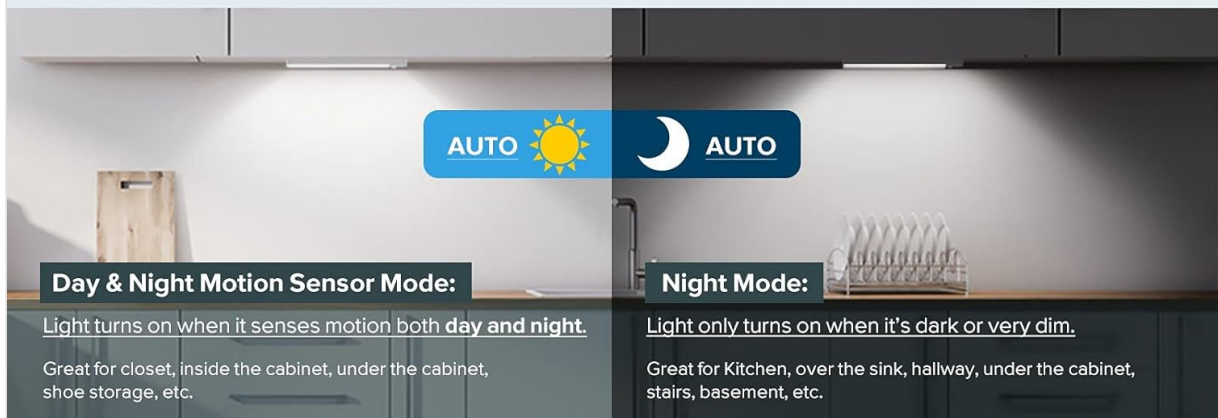 AUTO
AUTO
Day & Night Motion Sensor Mode:
Light turns on when it senses motion both day and night.
Great for closet, inside the cabinet, under the cabinet,
shoe storage, etc.
Night Mode:
Light only turns on when it’s dark or very dim.
Great for Kitchen, over the sink, hallway, under the cabinet,
stairs, basement, etc.